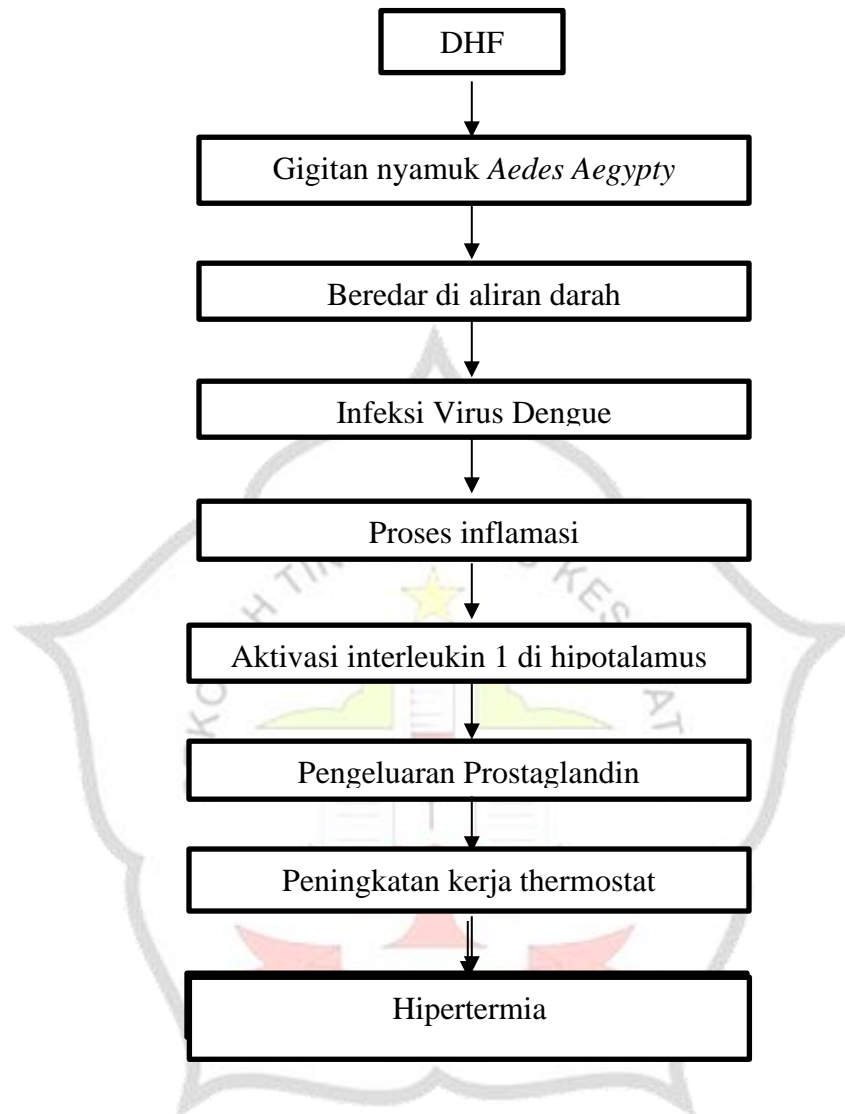 DHF
Gigitan nyamuk Aedes Aegypty
Beredar di aliran darah
Infeksi Virus Dengue
Proses inflamasi
Aktivasi interleukin 1 di hipotalamus
Pengeluaran Prostaglandin
Peningkatan kerja thermostat
Hipertermia